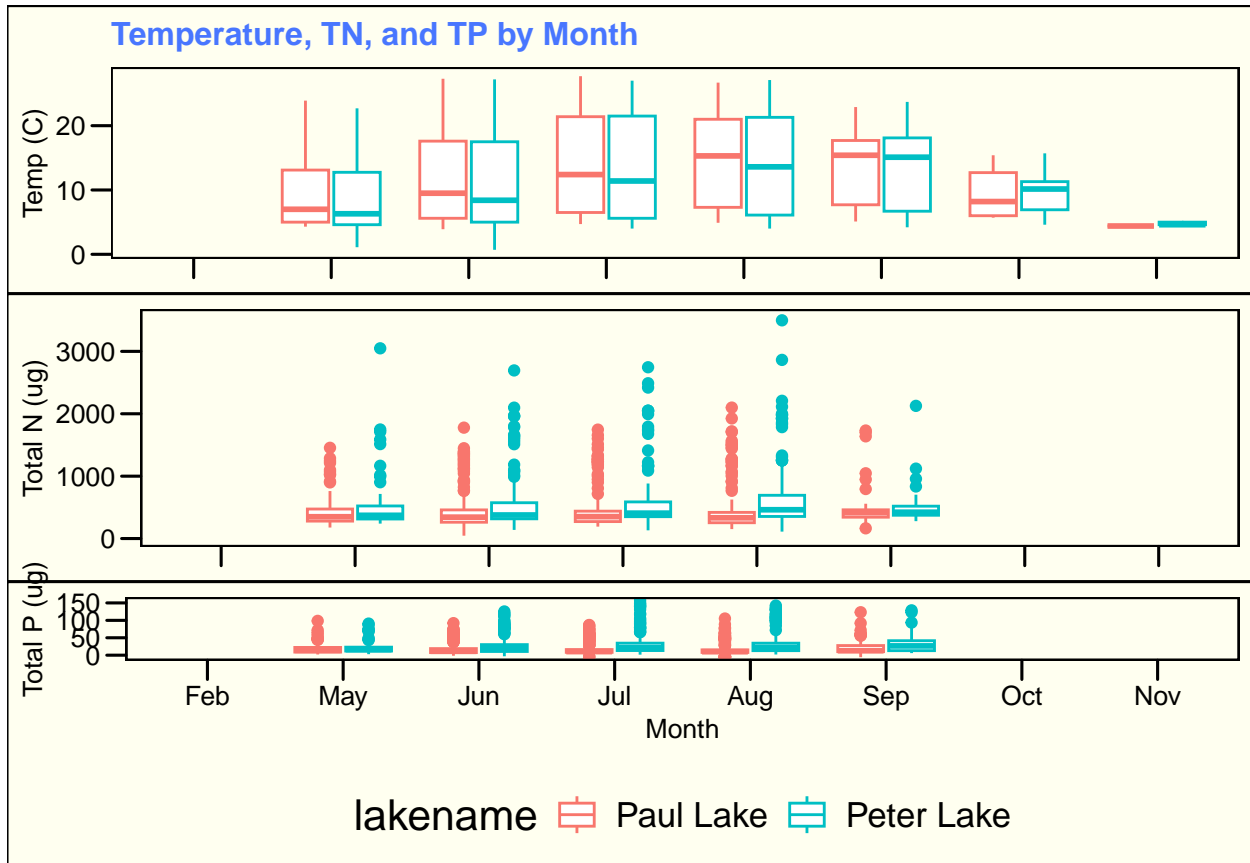 Temperature, TN, and TP by Month
Temp (C)
20
10
0
Total N (ug)
3000
2000
1000
0
Total P (ug)
150
100
50
0
Feb May Jun Jul Aug Sep Oct Nov
Month
lakename Paul Lake Peter Lake